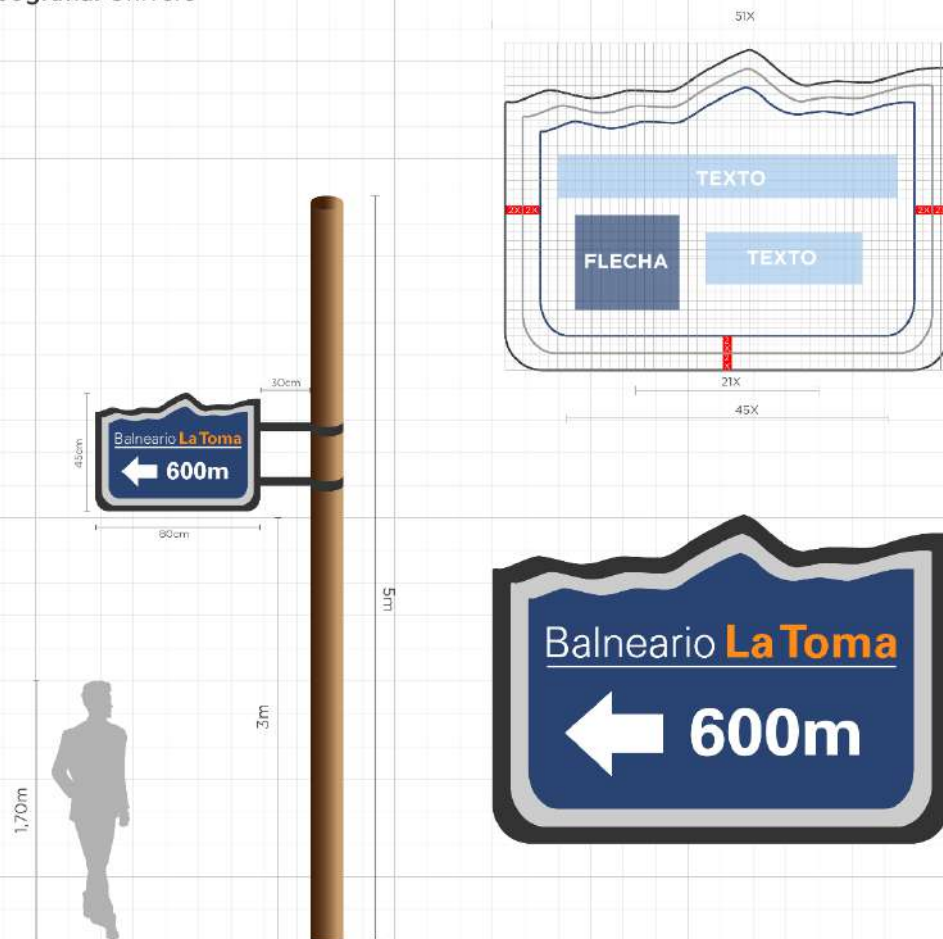 51X
TEXTO
2X 2X
FLECHA
TEXTO
2X
2X
21X
45X
30cm
45cm
Balneario La Toma
600m
80cm
5m
3m
1,70m
Balneario La Toma
600m